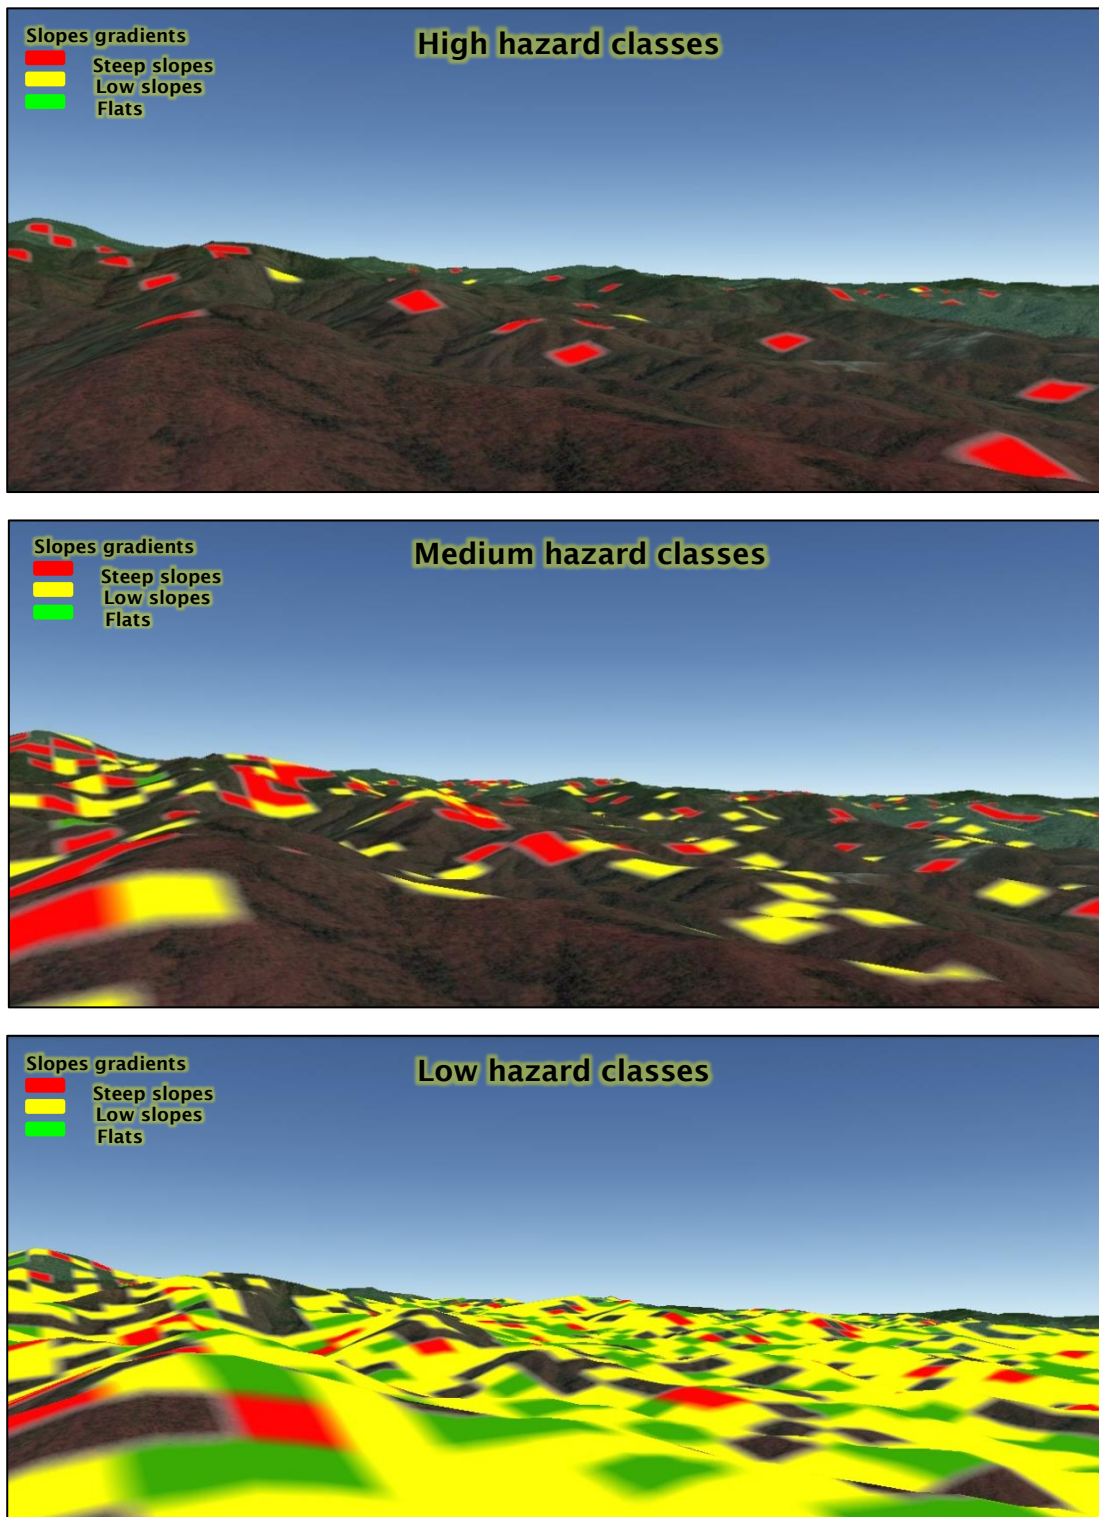 Slopes gradients
High hazard classes
Steep slopes
Low slopes
Flats
Slopes gradients
Medium hazard classes
Steep slopes
Low slopes
Flats
Slopes gradients
Low hazard classes
Steep slopes
Low slopes
Flats